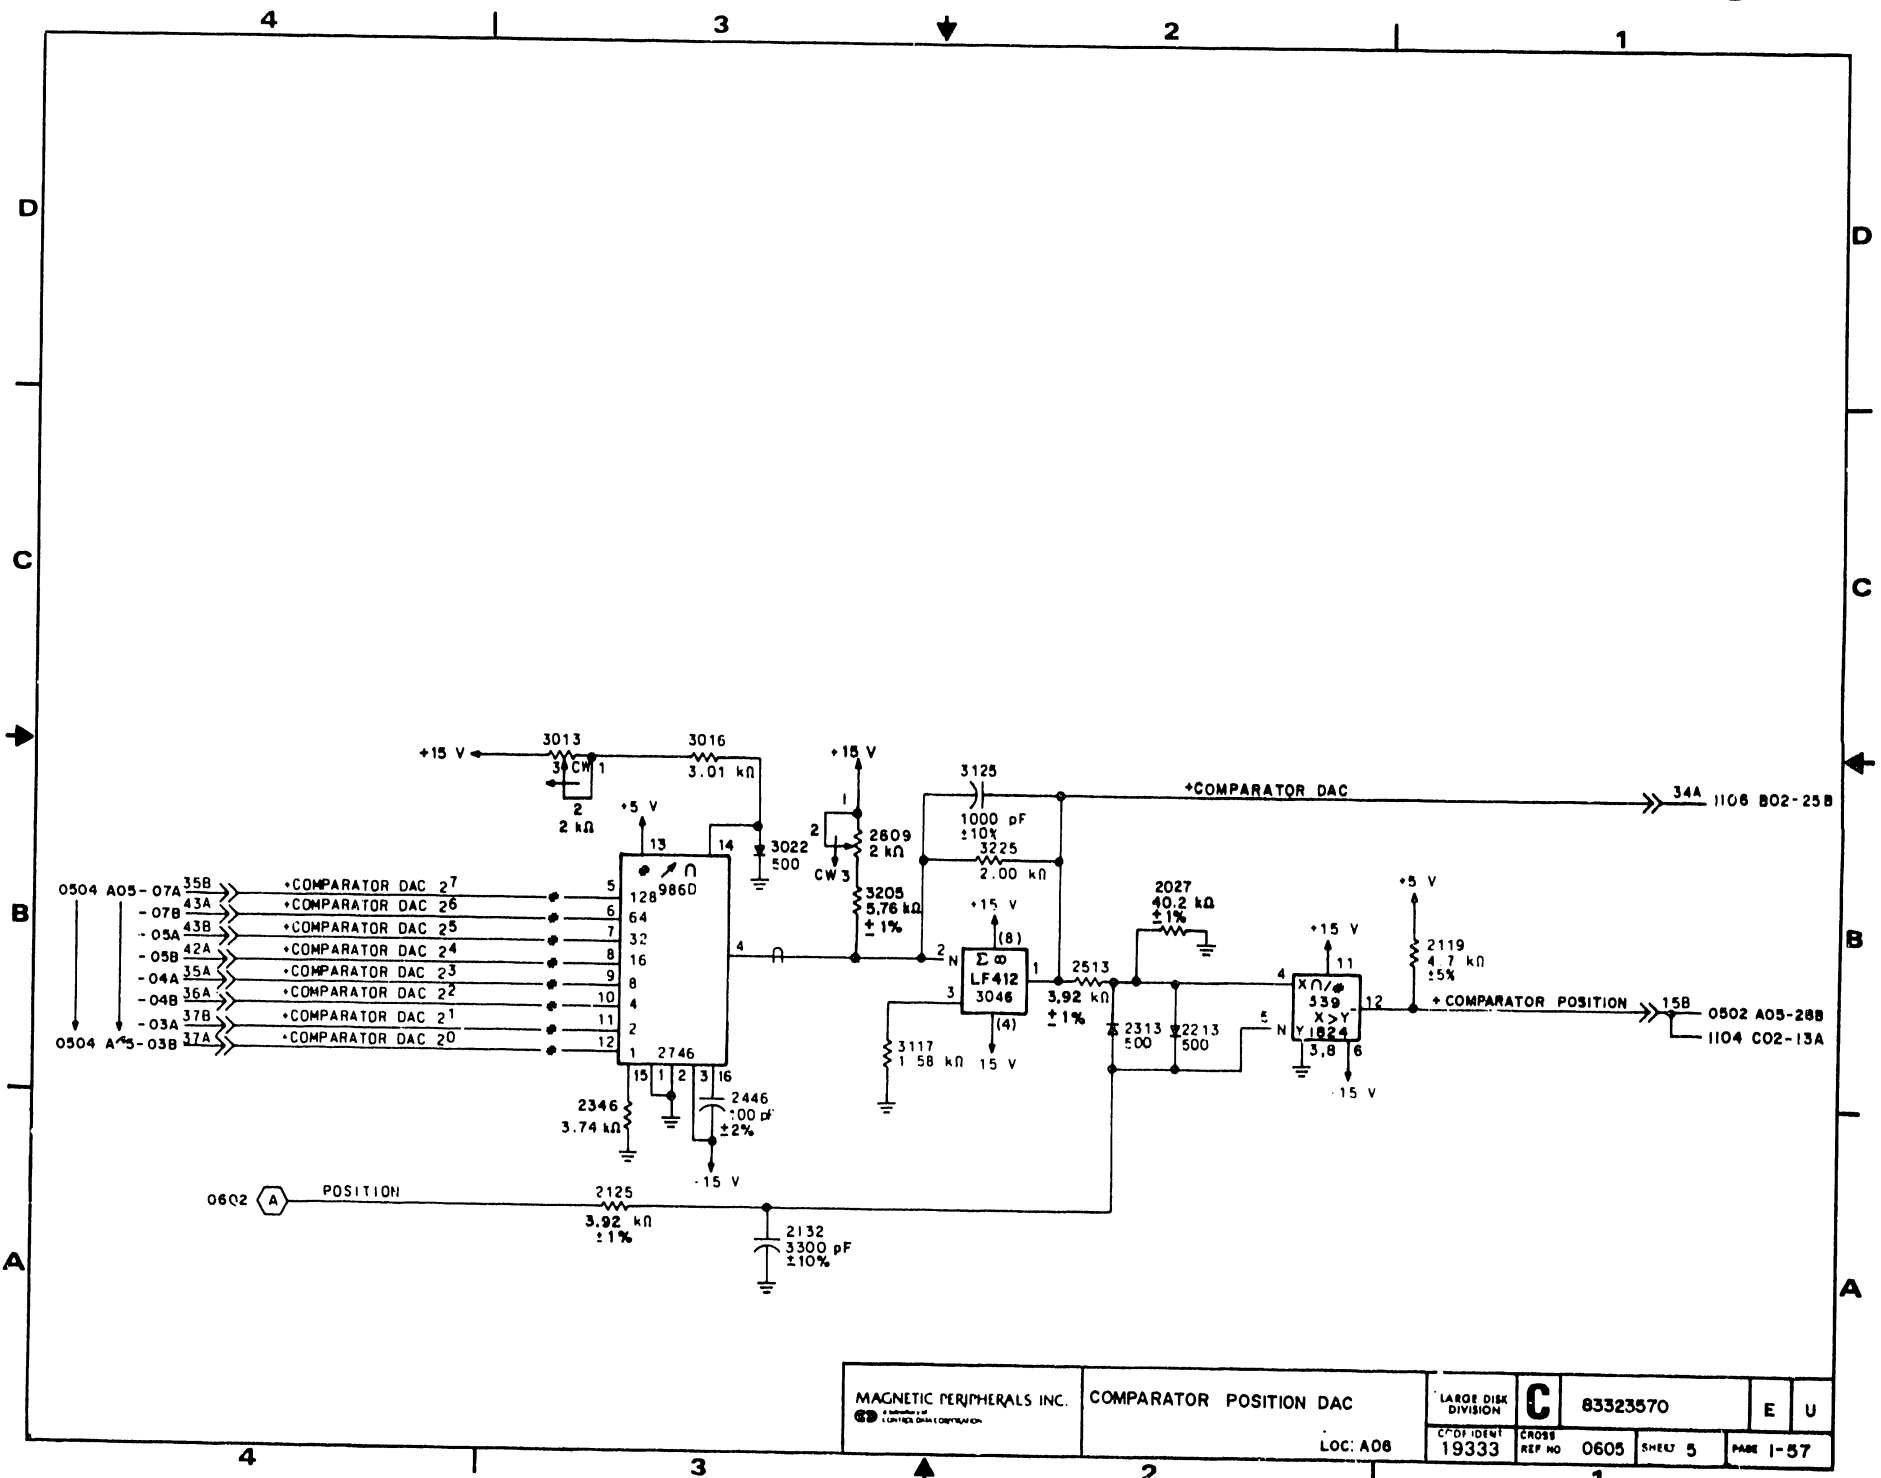 4 3 2 1
D D
C C
+15 V
3013
3 CW 1
2
2 kΩ
3016
3.01 kΩ
+5 V
13
14
3022
500
+15 V
1
2
2609
2 kΩ
CW 3
3205
5.76 kΩ
±1%
3125
1000 pF
±10%
3225
2.00 kΩ
+COMPARATOR DAC
34A 1106 B02-25B
B B
0504 A05-07A 35B +COMPARATOR DAC 2⁷ 5 128
-07B 43A +COMPARATOR DAC 2⁶ 6 64
-05A 43B +COMPARATOR DAC 2⁵ 7 32
-05B 42A +COMPARATOR DAC 2⁴ 8 16
-04A 35A +COMPARATOR DAC 2³ 9 8
-04B 36A +COMPARATOR DAC 2² 10 4
-03A 37B +COMPARATOR DAC 2¹ 11 2
-03B 37A +COMPARATOR DAC 2⁰ 12 1
∩
986D
2746
4 ∩
15 1 2 3 16
2346
3.74 kΩ
2446
100 pF
±2%
-15 V
+15 V
(8)
2 N
Σ ∞
LF412
3046
3
1
(4)
15 V
3117
1.58 kΩ
2513
3.92 kΩ
±1%
2027
40.2 kΩ
±1%
2313
500
2213
500
+15 V
11
4
X∩/#
539
X>Y
5 N Y 1824
12
3,8 6
-15 V
+5 V
2119
4.7 kΩ
±5%
+ COMPARATOR POSITION
15B 0502 A05-28B
1104 C02-13A
0602 A POSITION
2125
3.92 kΩ
±1%
2132
3300 pF
±10%
A A
MAGNETIC PERIPHERALS INC.
CONTROL DATA CORPORATION
COMPARATOR POSITION DAC
LOC: A06
LARGE DISK
DIVISION
C
83323570
E U
CODE IDENT
19333
CROSS
REF NO 0605
SHEET 5
PAGE 1-57
4 3 2 1